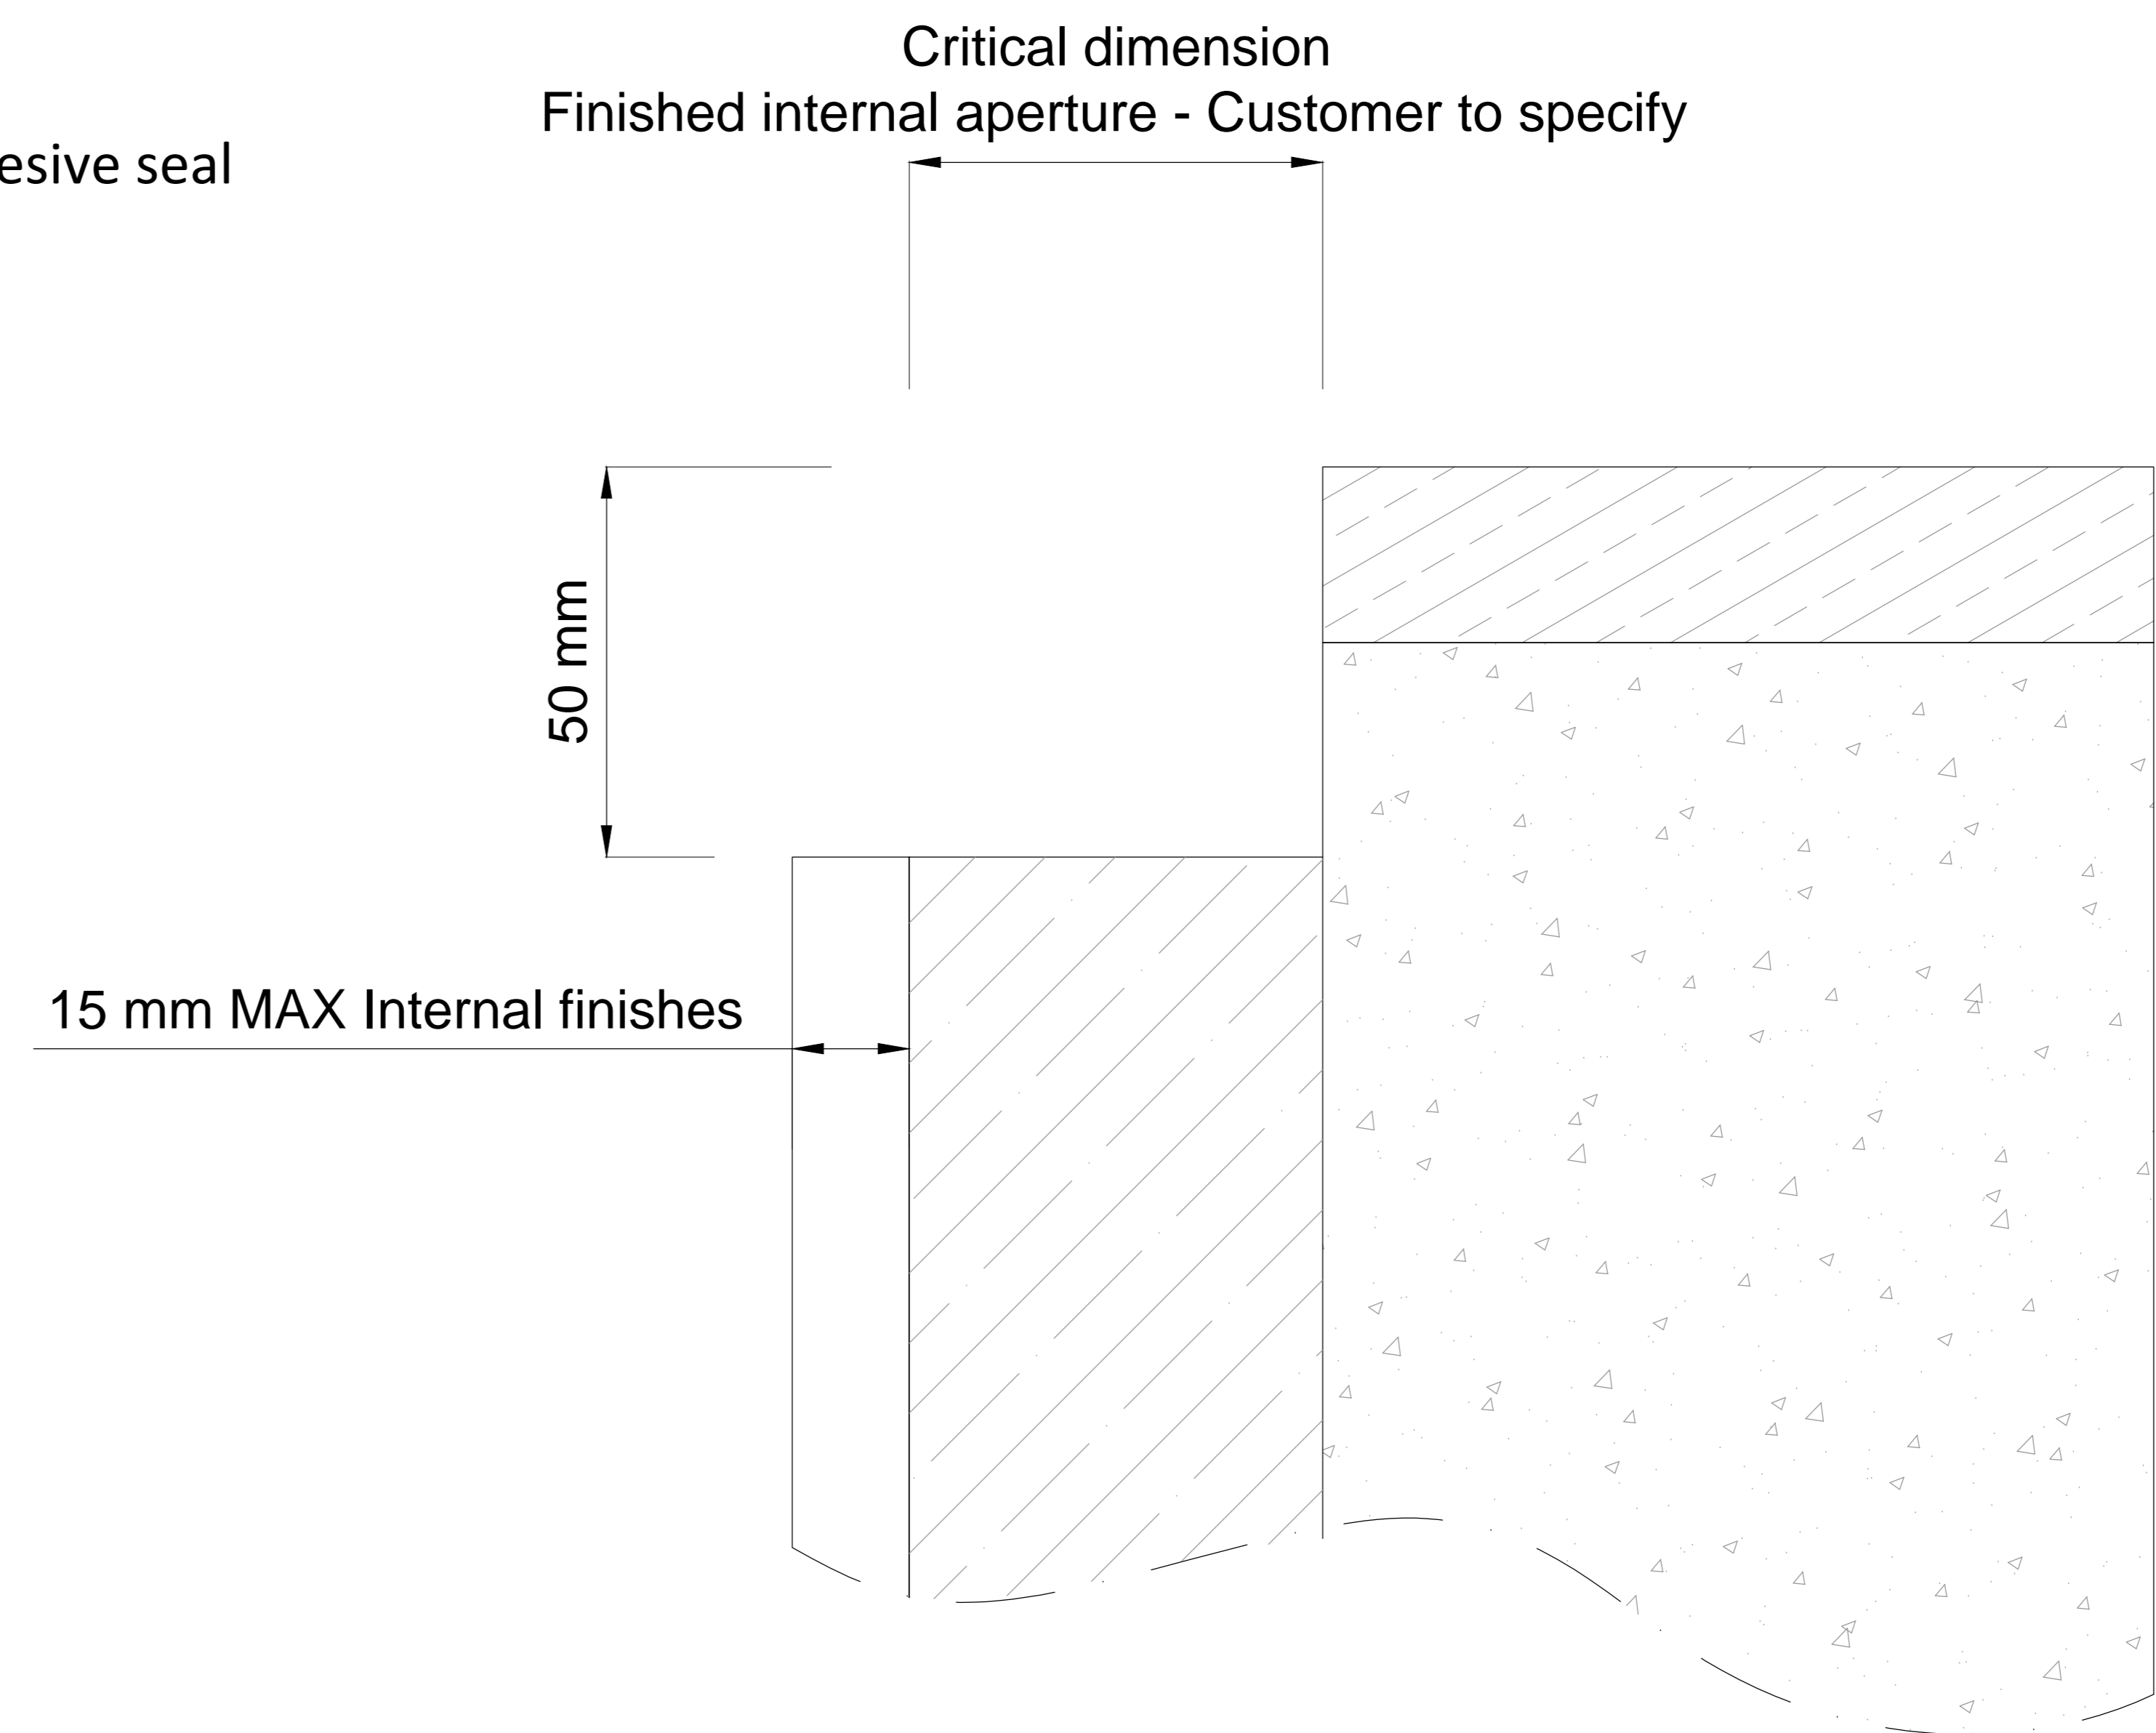 Critical dimension
Finished internal aperture - Customer to specify
esive seal
50 mm
15 mm MAX Internal finishes